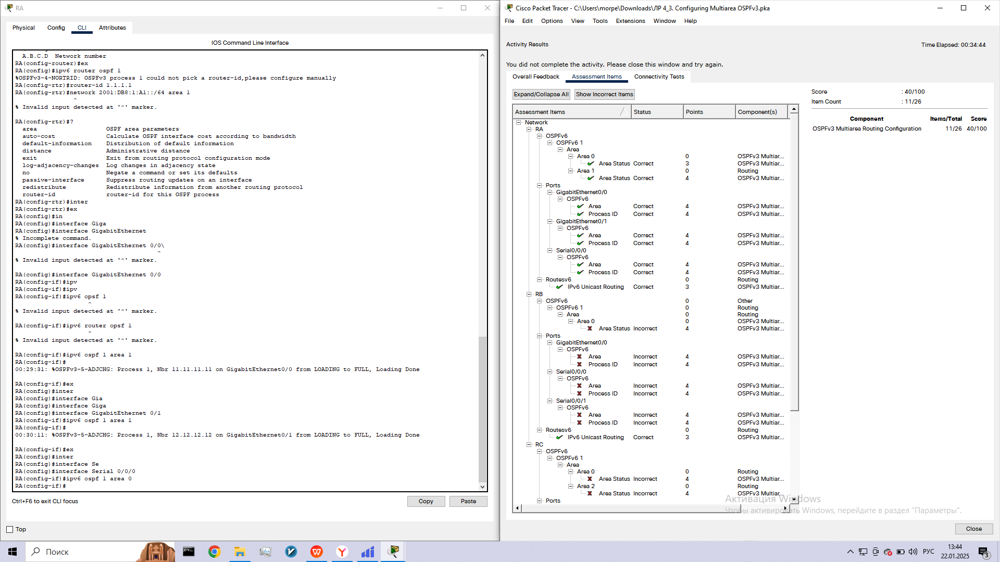 RA
Physical Config CLI Attributes
IOS Command Line Interface
A.B.C.D Network number
RA(config-router)#ex
RA(config)#ipv6 router ospf 1
%OSPFv3-4-NORTRID: OSPFv3 process 1 could not pick a router-id,please configure manually
RA(config-rtr)#router-id 1.1.1.1
RA(config-rtr)#network 2001:DB8:1:A1::/64 area 1
^
% Invalid input detected at '^' marker.
RA(config-rtr)#?
area OSPF area parameters
auto-cost Calculate OSPF interface cost according to bandwidth
default-information Distribution of default information
distance Administrative distance
exit Exit from routing protocol configuration mode
log-adjacency-changes Log changes in adjacency state
no Negate a command or set its defaults
passive-interface Suppress routing updates on an interface
redistribute Redistribute information from another routing protocol
router-id router-id for this OSPF process
RA(config-rtr)#inter
RA(config-rtr)#ex
RA(config)#in
RA(config)#interface Giga
RA(config)#interface GigabitEthernet
% Incomplete command.
RA(config)#interface GigabitEthernet 0/0\
^
% Invalid input detected at '^' marker.
RA(config)#interface GigabitEthernet 0/0
RA(config-if)#ipv
RA(config-if)#ipv
RA(config-if)#ipv6 opsf 1
^
% Invalid input detected at '^' marker.
RA(config-if)#ipv6 router opsf 1
^
% Invalid input detected at '^' marker.
RA(config-if)#ipv6 ospf 1 area 1
RA(config-if)#
00:29:31: %OSPFv3-5-ADJCHG: Process 1, Nbr 11.11.11.11 on GigabitEthernet0/0 from LOADING to FULL, Loading Done
RA(config-if)#ex
RA(config)#inter
RA(config)#interface Gia
RA(config)#interface Giga
RA(config)#interface GigabitEthernet 0/1
RA(config-if)#ipv6 ospf 1 area 1
RA(config-if)#
00:30:11: %OSPFv3-5-ADJCHG: Process 1, Nbr 12.12.12.12 on GigabitEthernet0/1 from LOADING to FULL, Loading Done
RA(config-if)#ex
RA(config)#inter
RA(config)#interface Se
RA(config)#interface Serial 0/0/0
RA(config-if)#ipv6 ospf 1 area 0
RA(config-if)#
Ctrl+F6 to exit CLI focus
Copy Paste
Top
Cisco Packet Tracer - C:\Users\morpe\Downloads\ЛР 4_3. Configuring Multiarea OSPFv3.pka
File Edit Options View Tools Extensions Window Help
Activity Results
Time Elapsed: 00:34:44
You did not complete the activity. Please close this window and try again.
Overall Feedback Assessment Items Connectivity Tests
Expand/Collapse All Show Incorrect Items
Assessment Items Status Points Component(s)
Network
RA
OSPFv6
OSPFv6 1
Area
Area 0 0 OSPFv3 Multiar...
Area Status Correct 3 OSPFv3 Multiar...
Area 1 0 Routing
Area Status Correct 4 OSPFv3 Multiar...
Ports
GigabitEthernet0/0
OSPFv6
Area Correct 4 OSPFv3 Multiar...
Process ID Correct 4 OSPFv3 Multiar...
GigabitEthernet0/1
OSPFv6
Area Correct 4 OSPFv3 Multiar...
Process ID Correct 4 OSPFv3 Multiar...
Serial0/0/0
OSPFv6
Area Correct 4 OSPFv3 Multiar...
Process ID Correct 4 OSPFv3 Multiar...
Routesv6 0 Routing
IPv6 Unicast Routing Correct 3 OSPFv3 Multiar...
RB
OSPFv6 0 Other
OSPFv6 1 0 Routing
Area 0 Routing
Area 0 0 OSPFv3 Multiar...
Area Status Incorrect 4 OSPFv3 Multiar...
Ports
GigabitEthernet0/0
OSPFv6
Area Incorrect 4 OSPFv3 Multiar...
Process ID Incorrect 4 OSPFv3 Multiar...
Serial0/0/0
OSPFv6
Area Incorrect 4 OSPFv3 Multiar...
Process ID Incorrect 4 OSPFv3 Multiar...
Serial0/0/1
OSPFv6
Area Incorrect 4 OSPFv3 Multiar...
Process ID Incorrect 4 OSPFv3 Multiar...
Routesv6 0 Routing
IPv6 Unicast Routing Correct 3 OSPFv3 Multiar...
RC
OSPFv6
OSPFv6 1
Area
Area 0 0 Routing
Area Status Incorrect 4 OSPFv3 Multiar...
Area 2 0 Routing
Area Status Incorrect 4 OSPFv3 Multiar...
Ports
Score : 40/100
Item Count : 11/26
Component Items/Total Score
OSPFv3 Multiarea Routing Configuration 11/26 40/100
Активация Windows
Чтобы активировать Windows, перейдите в раздел "Параметры".
Close
Поиск
РУС
13:44
22.01.2025
3